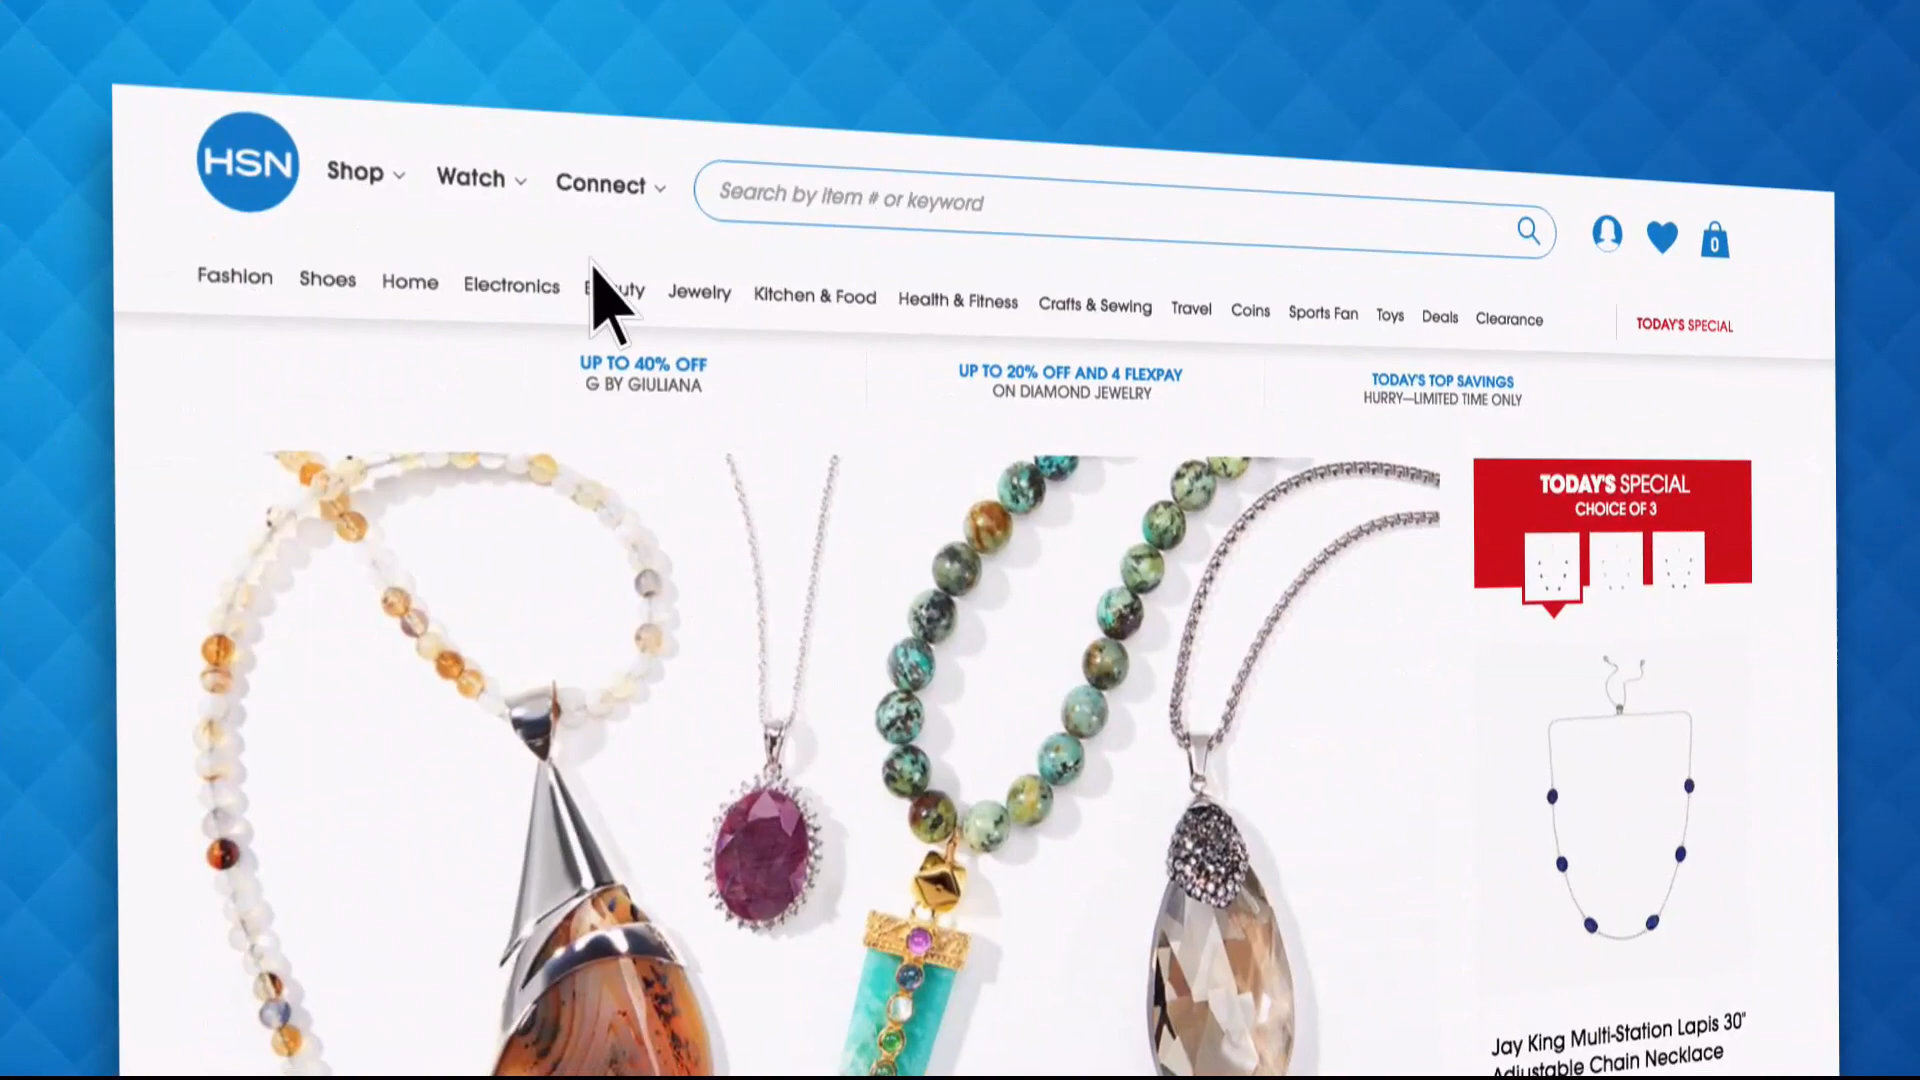 HSN
Shop
Watch
Connect
Search by item # or keyword
0
Fashion Shoes Home Electronics Jewelry Kitchen & Food Health & Fitness Crafts & Sewing Travel Coins Sports Fan Toys Deals Clearance
TODAY'S SPECIAL
UP TO 40% OFF
G BY GIULIANA
UP TO 20% OFF AND 4 FLEXPAY
ON DIAMOND JEWELRY
TODAY'S TOP SAVINGS
HURRY—LIMITED TIME ONLY
TODAY'S SPECIAL
CHOICE OF 3
Jay King Multi-Station Lapis 30"
Adjustable Chain Necklace